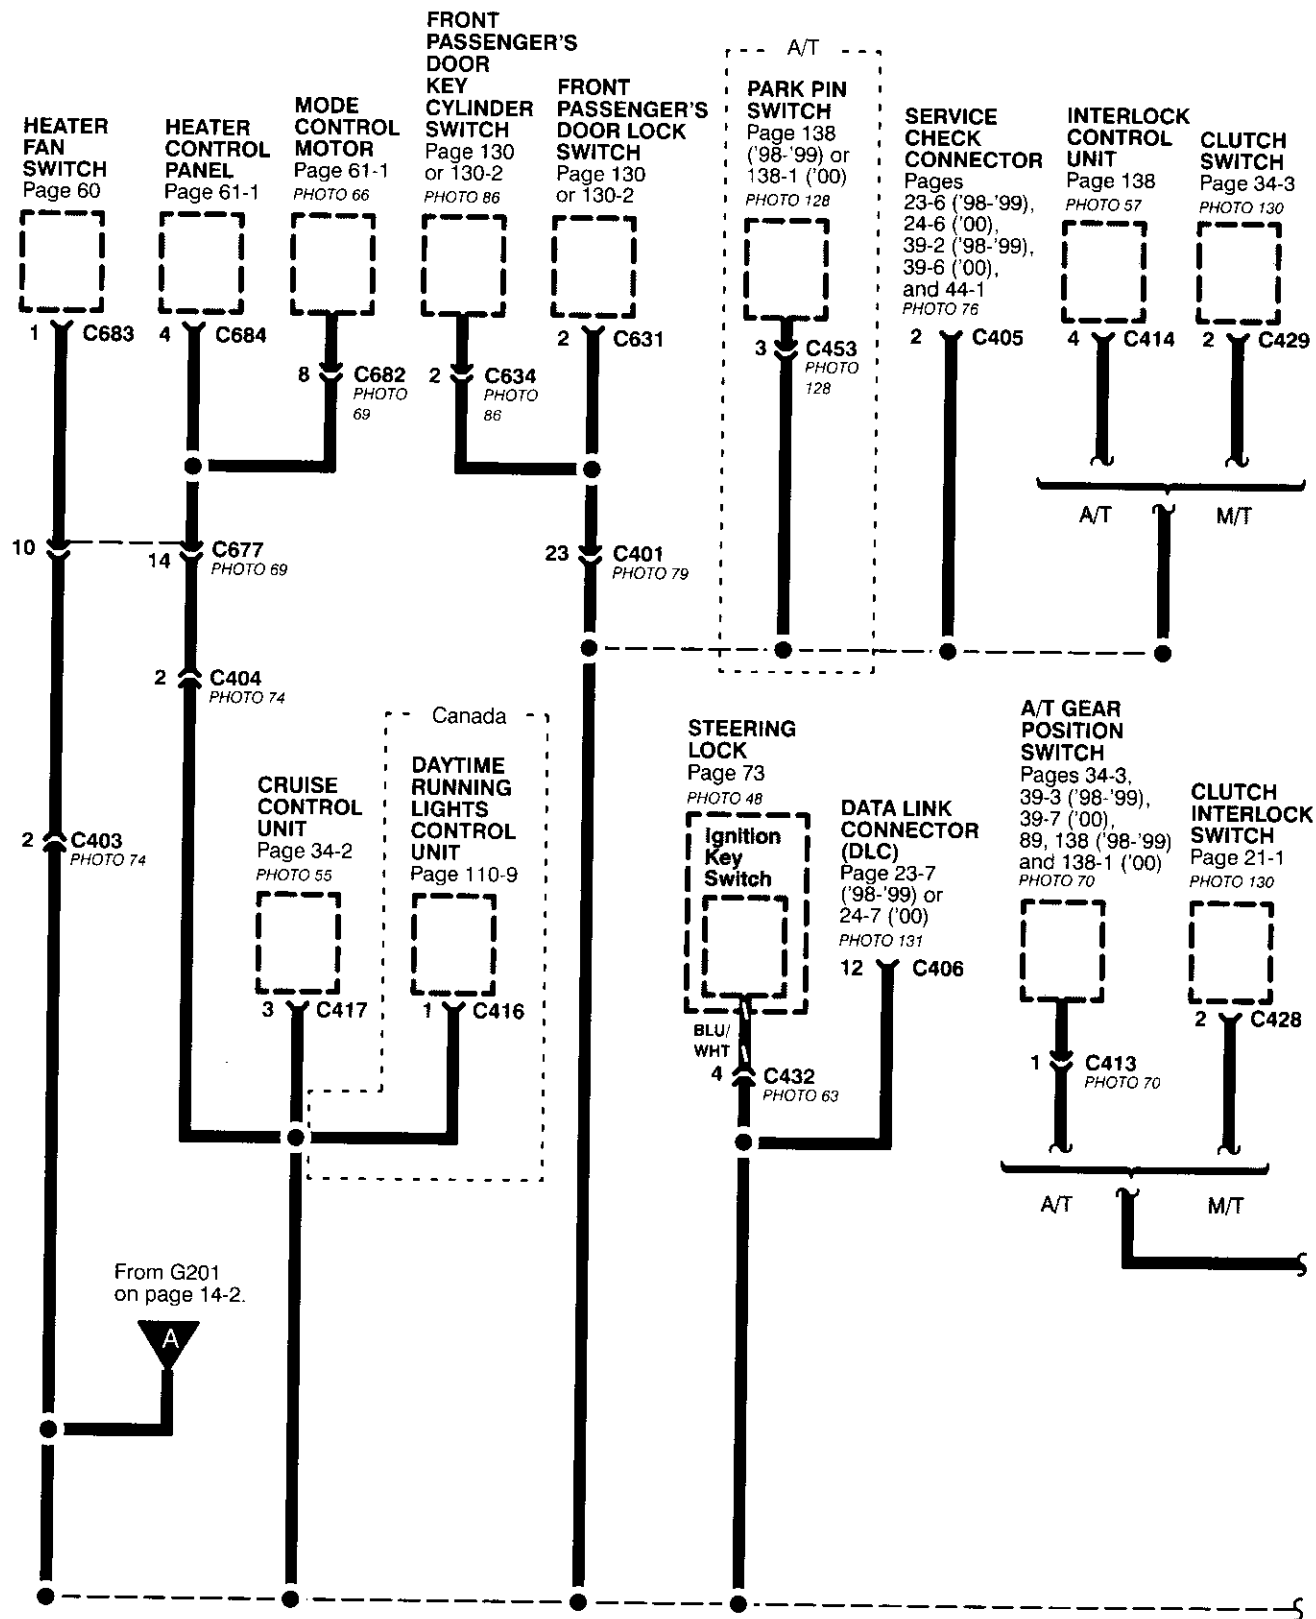 HEATER
FAN
SWITCH
Page 60
1
C683
HEATER
CONTROL
PANEL
Page 61-1
4
C684
MODE
CONTROL
MOTOR
Page 61-1
PHOTO 66
8
C682
PHOTO
69
FRONT
PASSENGER'S
DOOR
KEY
CYLINDER
SWITCH
Page 130
or 130-2
PHOTO 86
2
C634
PHOTO
86
FRONT
PASSENGER'S
DOOR LOCK
SWITCH
Page 130
or 130-2
2
C631
A/T
PARK PIN
SWITCH
Page 138
('98-'99) or
138-1 ('00)
PHOTO 128
3
C453
PHOTO
128
SERVICE
CHECK
CONNECTOR
Pages
23-6 ('98-'99),
24-6 ('00),
39-2 ('98-'99),
39-6 ('00),
and 44-1
PHOTO 76
2
C405
INTERLOCK
CONTROL
UNIT
Page 138
PHOTO 57
4
C414
CLUTCH
SWITCH
Page 34-3
PHOTO 130
2
C429
A/T
M/T
10
14
C677
PHOTO 69
23
C401
PHOTO 79
2
C404
PHOTO 74
2
C403
PHOTO 74
CRUISE
CONTROL
UNIT
Page 34-2
PHOTO 55
3
C417
Canada
DAYTIME
RUNNING
LIGHTS
CONTROL
UNIT
Page 110-9
1
C416
STEERING
LOCK
Page 73
PHOTO 48
Ignition
Key
Switch
BLU/
WHT
4
C432
PHOTO 63
DATA LINK
CONNECTOR
(DLC)
Page 23-7
('98-'99) or
24-7 ('00)
PHOTO 131
12
C406
A/T GEAR
POSITION
SWITCH
Pages 34-3,
39-3 ('98-'99),
39-7 ('00),
89, 138 ('98-'99)
and 138-1 ('00)
PHOTO 70
1
C413
PHOTO 70
CLUTCH
INTERLOCK
SWITCH
Page 21-1
PHOTO 130
2
C428
A/T
M/T
From G201
on page 14-2.
A